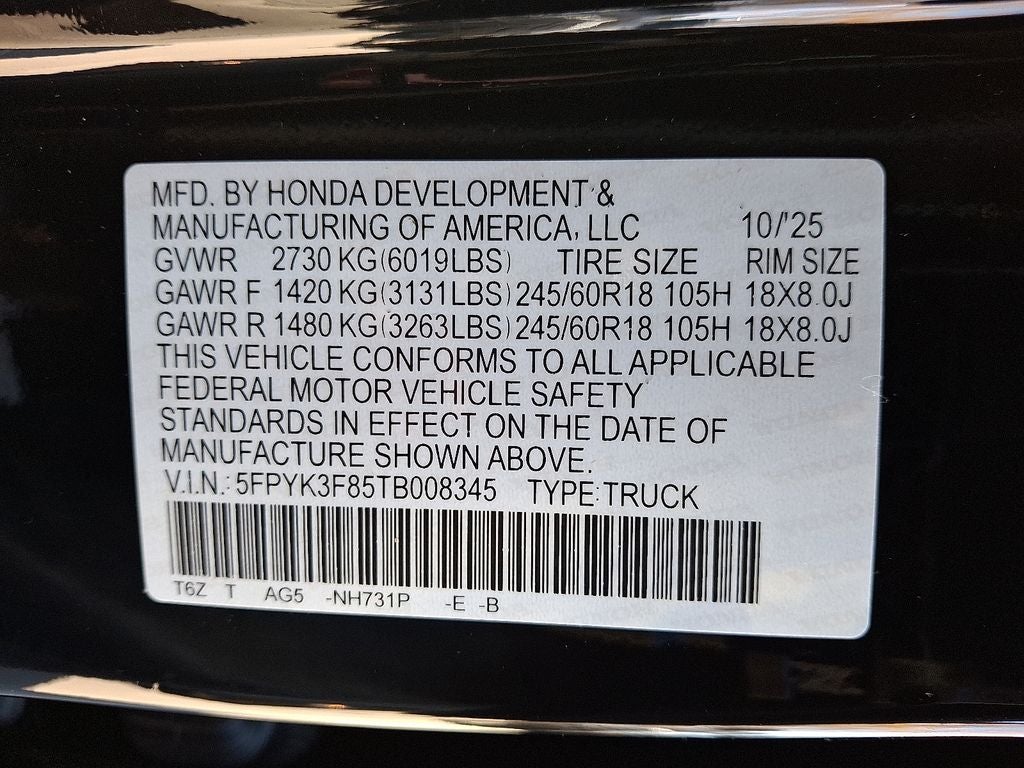 MFD. BY HONDA DEVELOPMENT &
MANUFACTURING OF AMERICA, LLC 10/'25
GVWR 2730 KG(6019LBS) TIRE SIZE RIM SIZE
GAWR F 1420 KG(3131LBS) 245/60R18 105H 18X8.0J
GAWR R 1480 KG(3263LBS) 245/60R18 105H 18X8.0J
THIS VEHICLE CONFORMS TO ALL APPLICABLE
FEDERAL MOTOR VEHICLE SAFETY
STANDARDS IN EFFECT ON THE DATE OF
MANUFACTURE SHOWN ABOVE.
V.I.N.: 5FPYK3F85TB008345 TYPE:TRUCK
T6Z T AG5 -NH731P -E -B